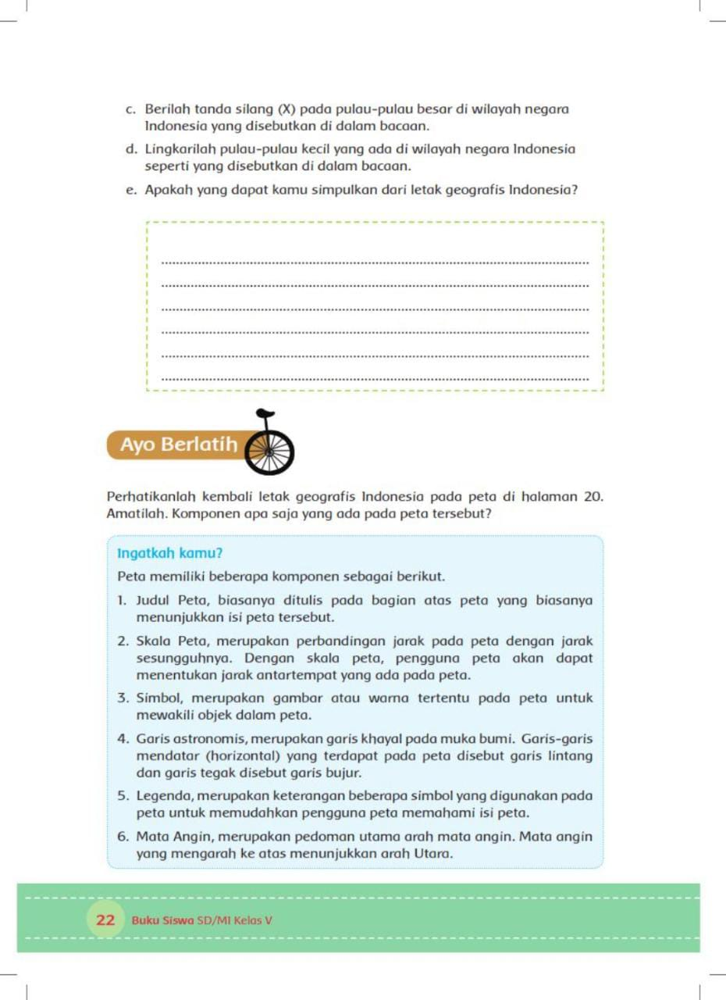 c. Berilah tanda silang (X) pada pulau-pulau besar di wilayah negara
Indonesia yang disebutkan di dalam bacaan.
d. Lingkarilah pulau-pulau kecil yang ada di wilayah negara Indonesia
seperti yang disebutkan di dalam bacaan.
e. Apakah yang dapat kamu simpulkan dari letak geografis Indonesia?
Ayo Berlatih
Perhatikanlah kembali letak geografis Indonesia pada peta di halaman 20.
Amatilah. Komponen apa saja yang ada pada peta tersebut?
Ingatkah kamu?
Peta memiliki beberapa komponen sebagai berikut.
1. Judul Peta, biasanya ditulis pada bagian atas peta yang biasanya
menunjukkan isi peta tersebut.
2. Skala Peta, merupakan perbandingan jarak pada peta dengan jarak
sesungguhnya. Dengan skala peta, pengguna peta akan dapat
menentukan jarak antartempat yang ada pada peta.
3. Simbol, merupakan gambar atau warna tertentu pada peta untuk
mewakili objek dalam peta.
4. Garis astronomis, merupakan garis khayal pada muka bumi. Garis-garis
mendatar (horizontal) yang terdapat pada peta disebut garis lintang
dan garis tegak disebut garis bujur.
5. Legenda, merupakan keterangan beberapa simbol yang digunakan pada
peta untuk memudahkan pengguna peta memahami isi peta.
6. Mata Angin, merupakan pedoman utama arah mata angin. Mata angin
yang mengarah ke atas menunjukkan arah Utara.
22 Buku Siswa SD/MI Kelas V